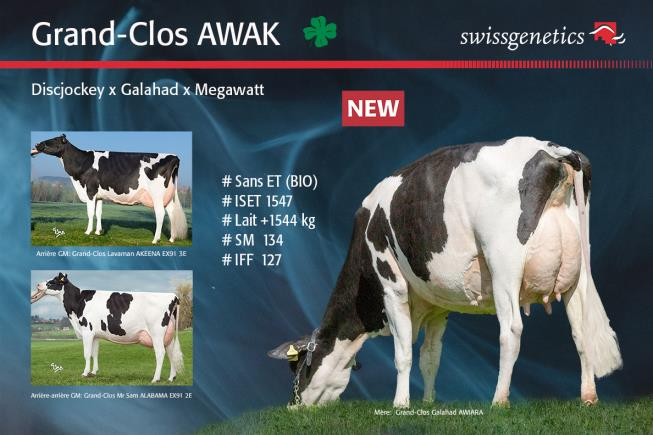 Grand-Clos AWAK
swissgenetics
Discjockey x Galahad x Megawatt
NEW
# Sans ET (BIO)
# ISET 1547
# Lait +1544 kg
# SM 134
# IFF 127
Arrière GM: Grand-Clos Lavaman AKEENA EX91 3E
Arrière-arrière GM: Grand-Clos Mr Sam ALABAMA EX91 2E
Mère: Grand-Clos Galahad AWIARA